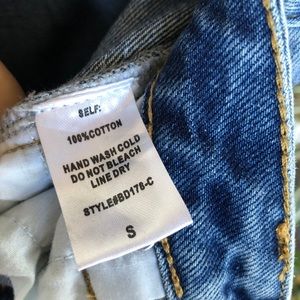 SELF:
100%COTTON
HAND WASH COLD
DO NOT BLEACH
LINE DRY
STYLE#BD178-C
S